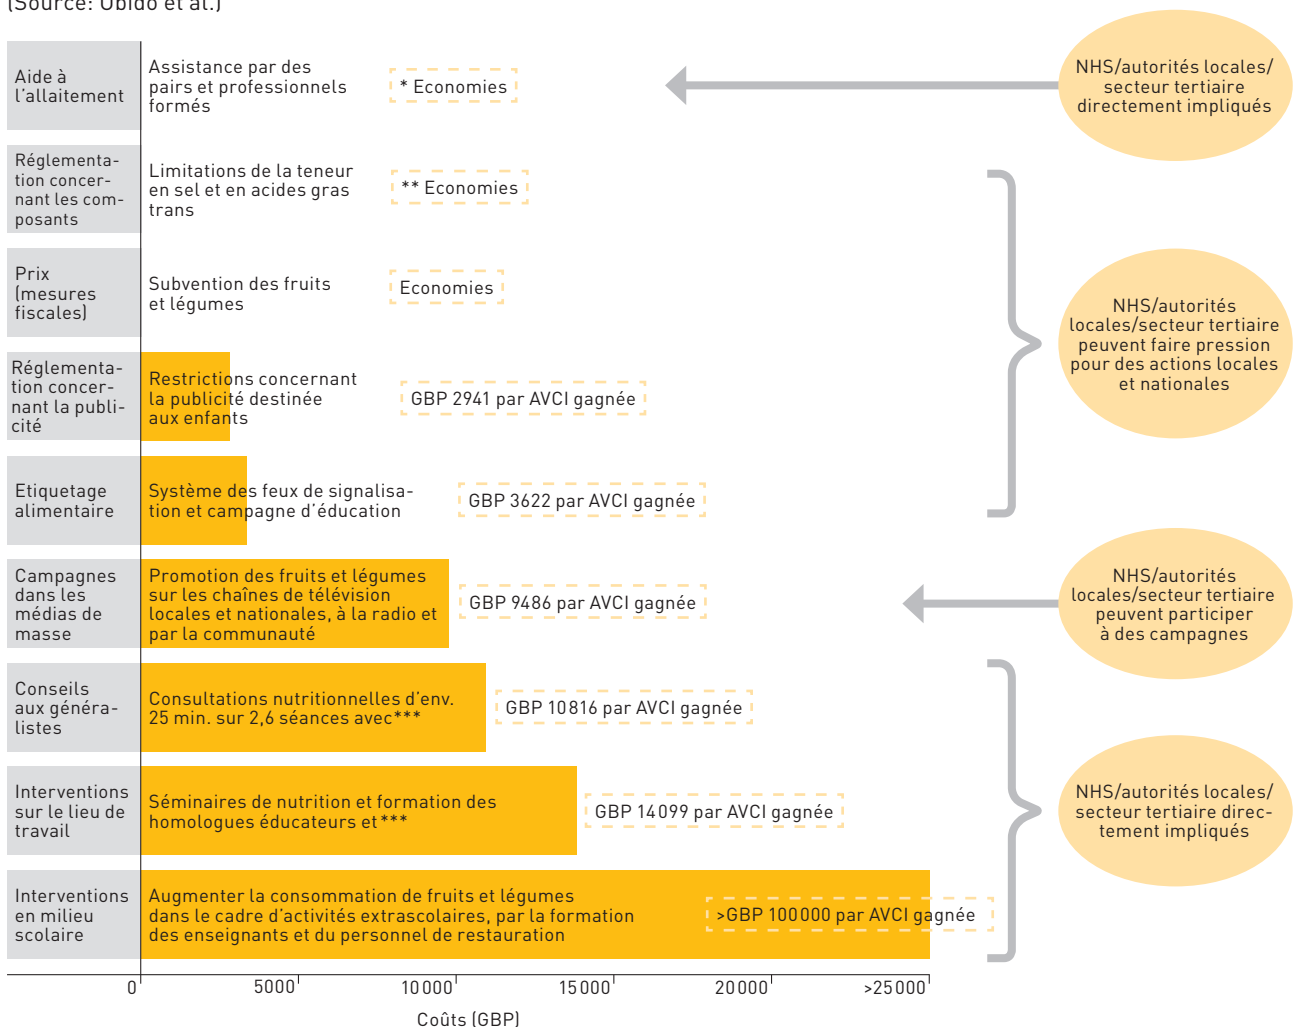 (Source: Obido et al.)
Aide à
l'allaitement
Assistance par des
pairs et professionnels
formés
* Economies
NHS/autorités locales/
secteur tertiaire
directement impliqués
Réglementa-
tion concer-
nant les com-
posants
Limitations de la teneur
en sel et en acides gras
trans
** Economies
Prix
(mesures
fiscales)
Subvention des fruits
et légumes
Economies
NHS/autorités
locales/secteur tertiaire
peuvent faire pression
pour des actions locales
et nationales
Réglementa-
tion concer-
nant la publi-
cité
Restrictions concernant
la publicité destinée
aux enfants
GBP 2941 par AVCI gagnée
Etiquetage
alimentaire
Système des feux de signalisa-
tion et campagne d'éducation
GBP 3622 par AVCI gagnée
Campagnes
dans les
médias de
masse
Promotion des fruits et légumes
sur les chaînes de télévision
locales et nationales, à la radio et
par la communauté
GBP 9486 par AVCI gagnée
NHS/autorités
locales/secteur tertiaire
peuvent participer
à des campagnes
Conseils
aux généra-
listes
Consultations nutritionnelles d'env.
25 min. sur 2,6 séances avec***
GBP 10816 par AVCI gagnée
Interventions
sur le lieu de
travail
Séminaires de nutrition et formation des
homologues éducateurs et ***
GBP 14099 par AVCI gagnée
NHS/autorités locales/
secteur tertiaire direc-
tement impliqués
Interventions
en milieu
scolaire
Augmenter la consommation de fruits et légumes
dans le cadre d'activités extrascolaires, par la formation
des enseignants et du personnel de restauration
>GBP 100000 par AVCI gagnée
0 5000 10000 15000 20000 >25000
Coûts (GBP)